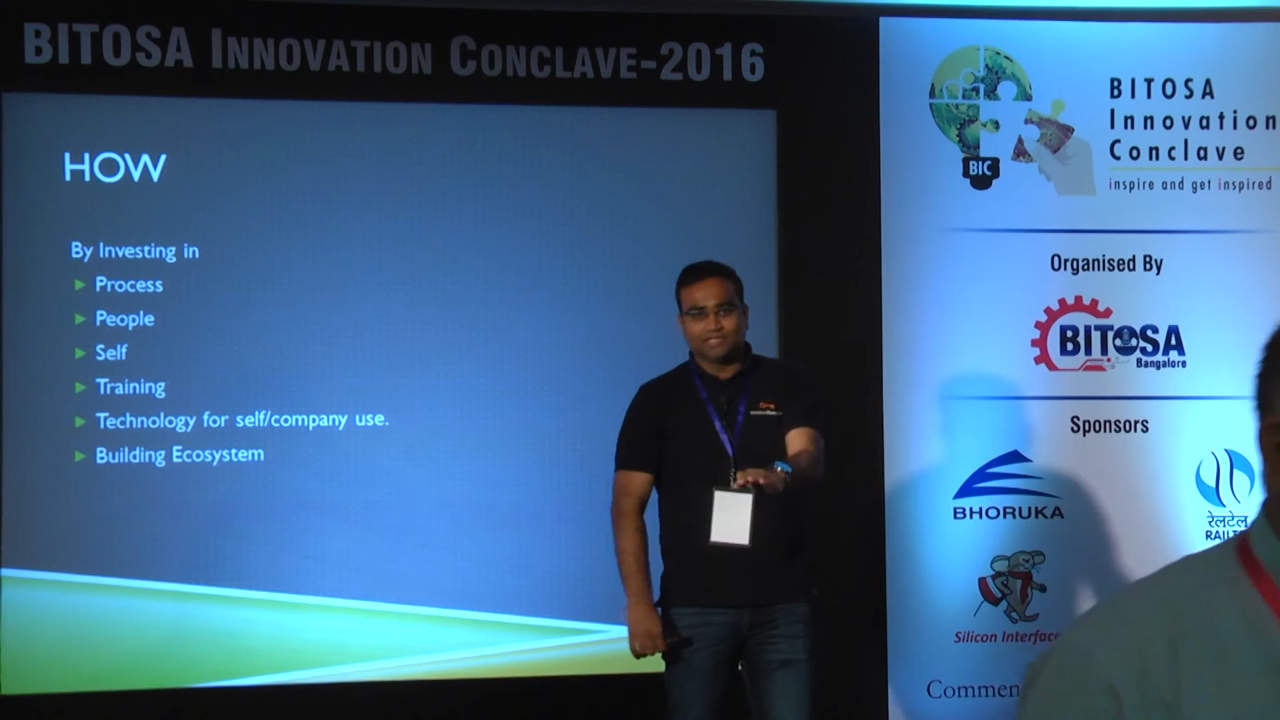 BITOSA INNOVATION CONCLAVE-2016
HOW
By Investing in
Process
People
Self
Training
Technology for self/company use.
Building Ecosystem
BIC
BITOSA
Innovation
Conclave
inspire and get inspired
Organised By
BITOSA
Bangalore
Sponsors
BHORUKA
रेलटेल
Silicon Interface